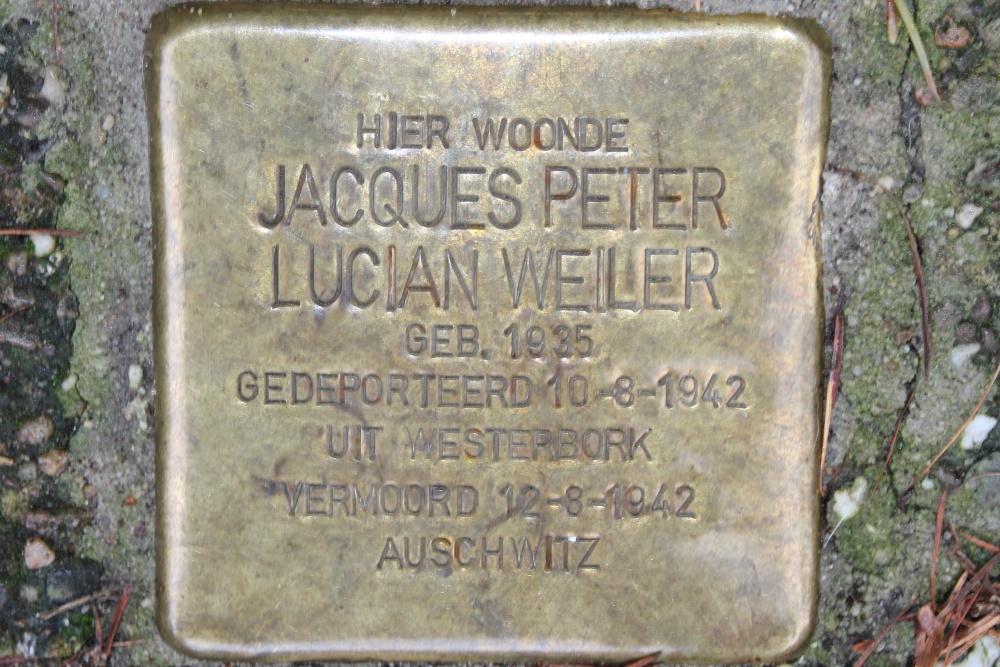 HIER WOONDE
JACQUES PETER
LUCIAN WEILER
GEB. 1935
GEDEPORTEERD 10-8-1942
UIT WESTERBORK
VERMOORD 12-8-1942
AUSCHWITZ